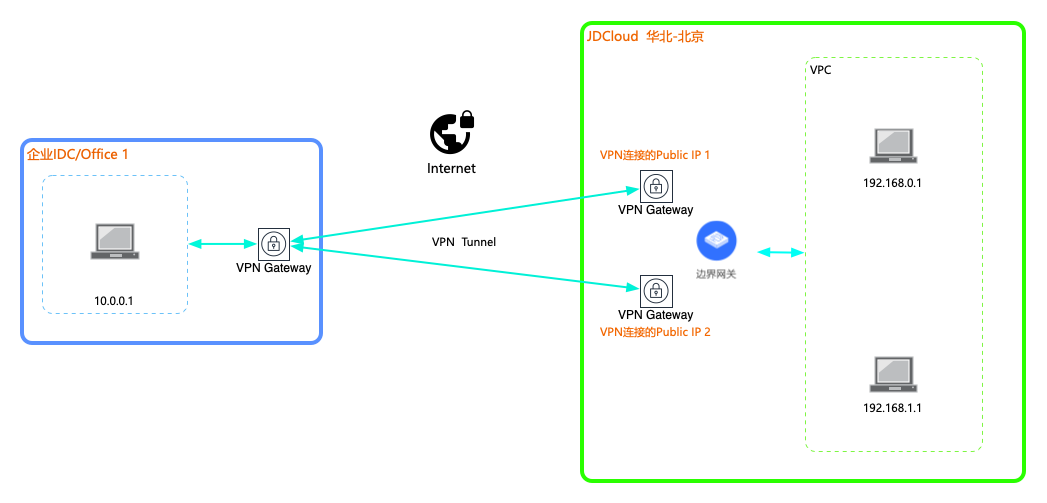 JDCloud 华北-北京
VPC
192.168.0.1
Internet
企业IDC/Office 1
10.0.0.1
VPN Gateway
VPN Tunnel
VPN连接的Public IP 1
VPN Gateway
边界网关
VPN Gateway
VPN连接的Public IP 2
192.168.1.1